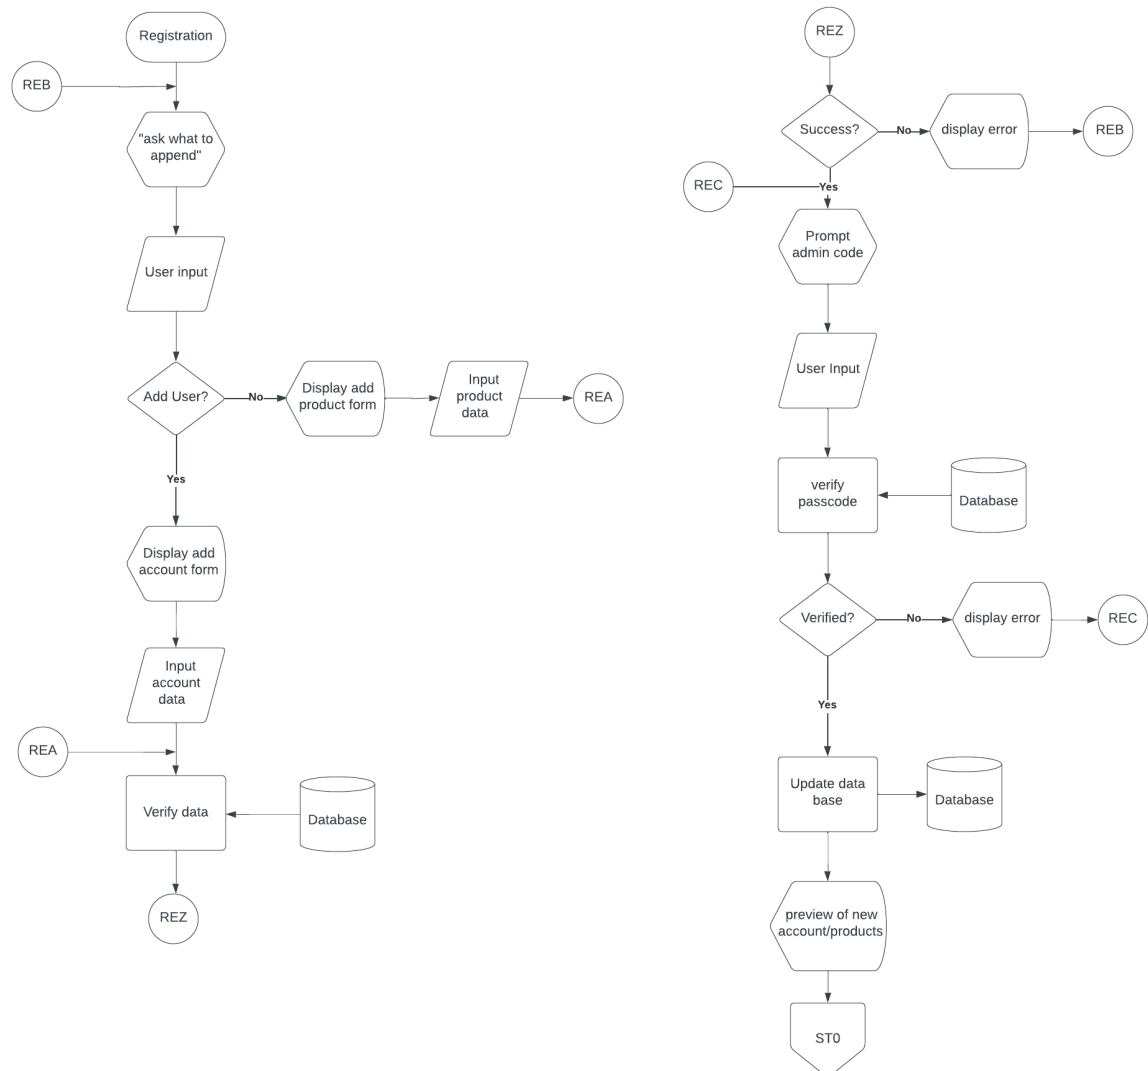 Registration
REB
"ask what to
append"
User input
Add User?
No
Display add
product form
Input
product
data
REA
Yes
Display add
account form
Input
account
data
REA
Verify data
Database
REZ
REZ
Success?
No
display error
REB
REC
Yes
Prompt
admin code
User Input
verify
passcode
Database
Verified?
No
display error
REC
Yes
Update data
base
Database
preview of new
account/products
ST0